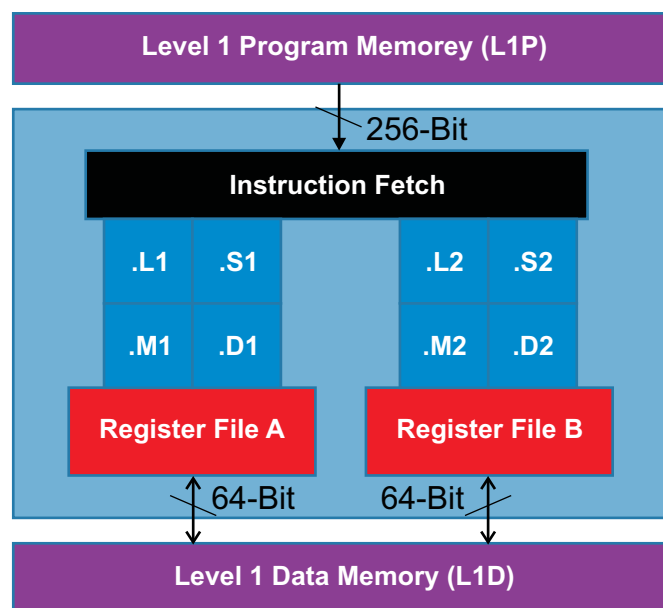 Level 1 Program Memorey (L1P)
256-Bit
Instruction Fetch
.L1 .S1 .L2 .S2
.M1 .D1 .M2 .D2
Register File A Register File B
64-Bit 64-Bit
Level 1 Data Memory (L1D)